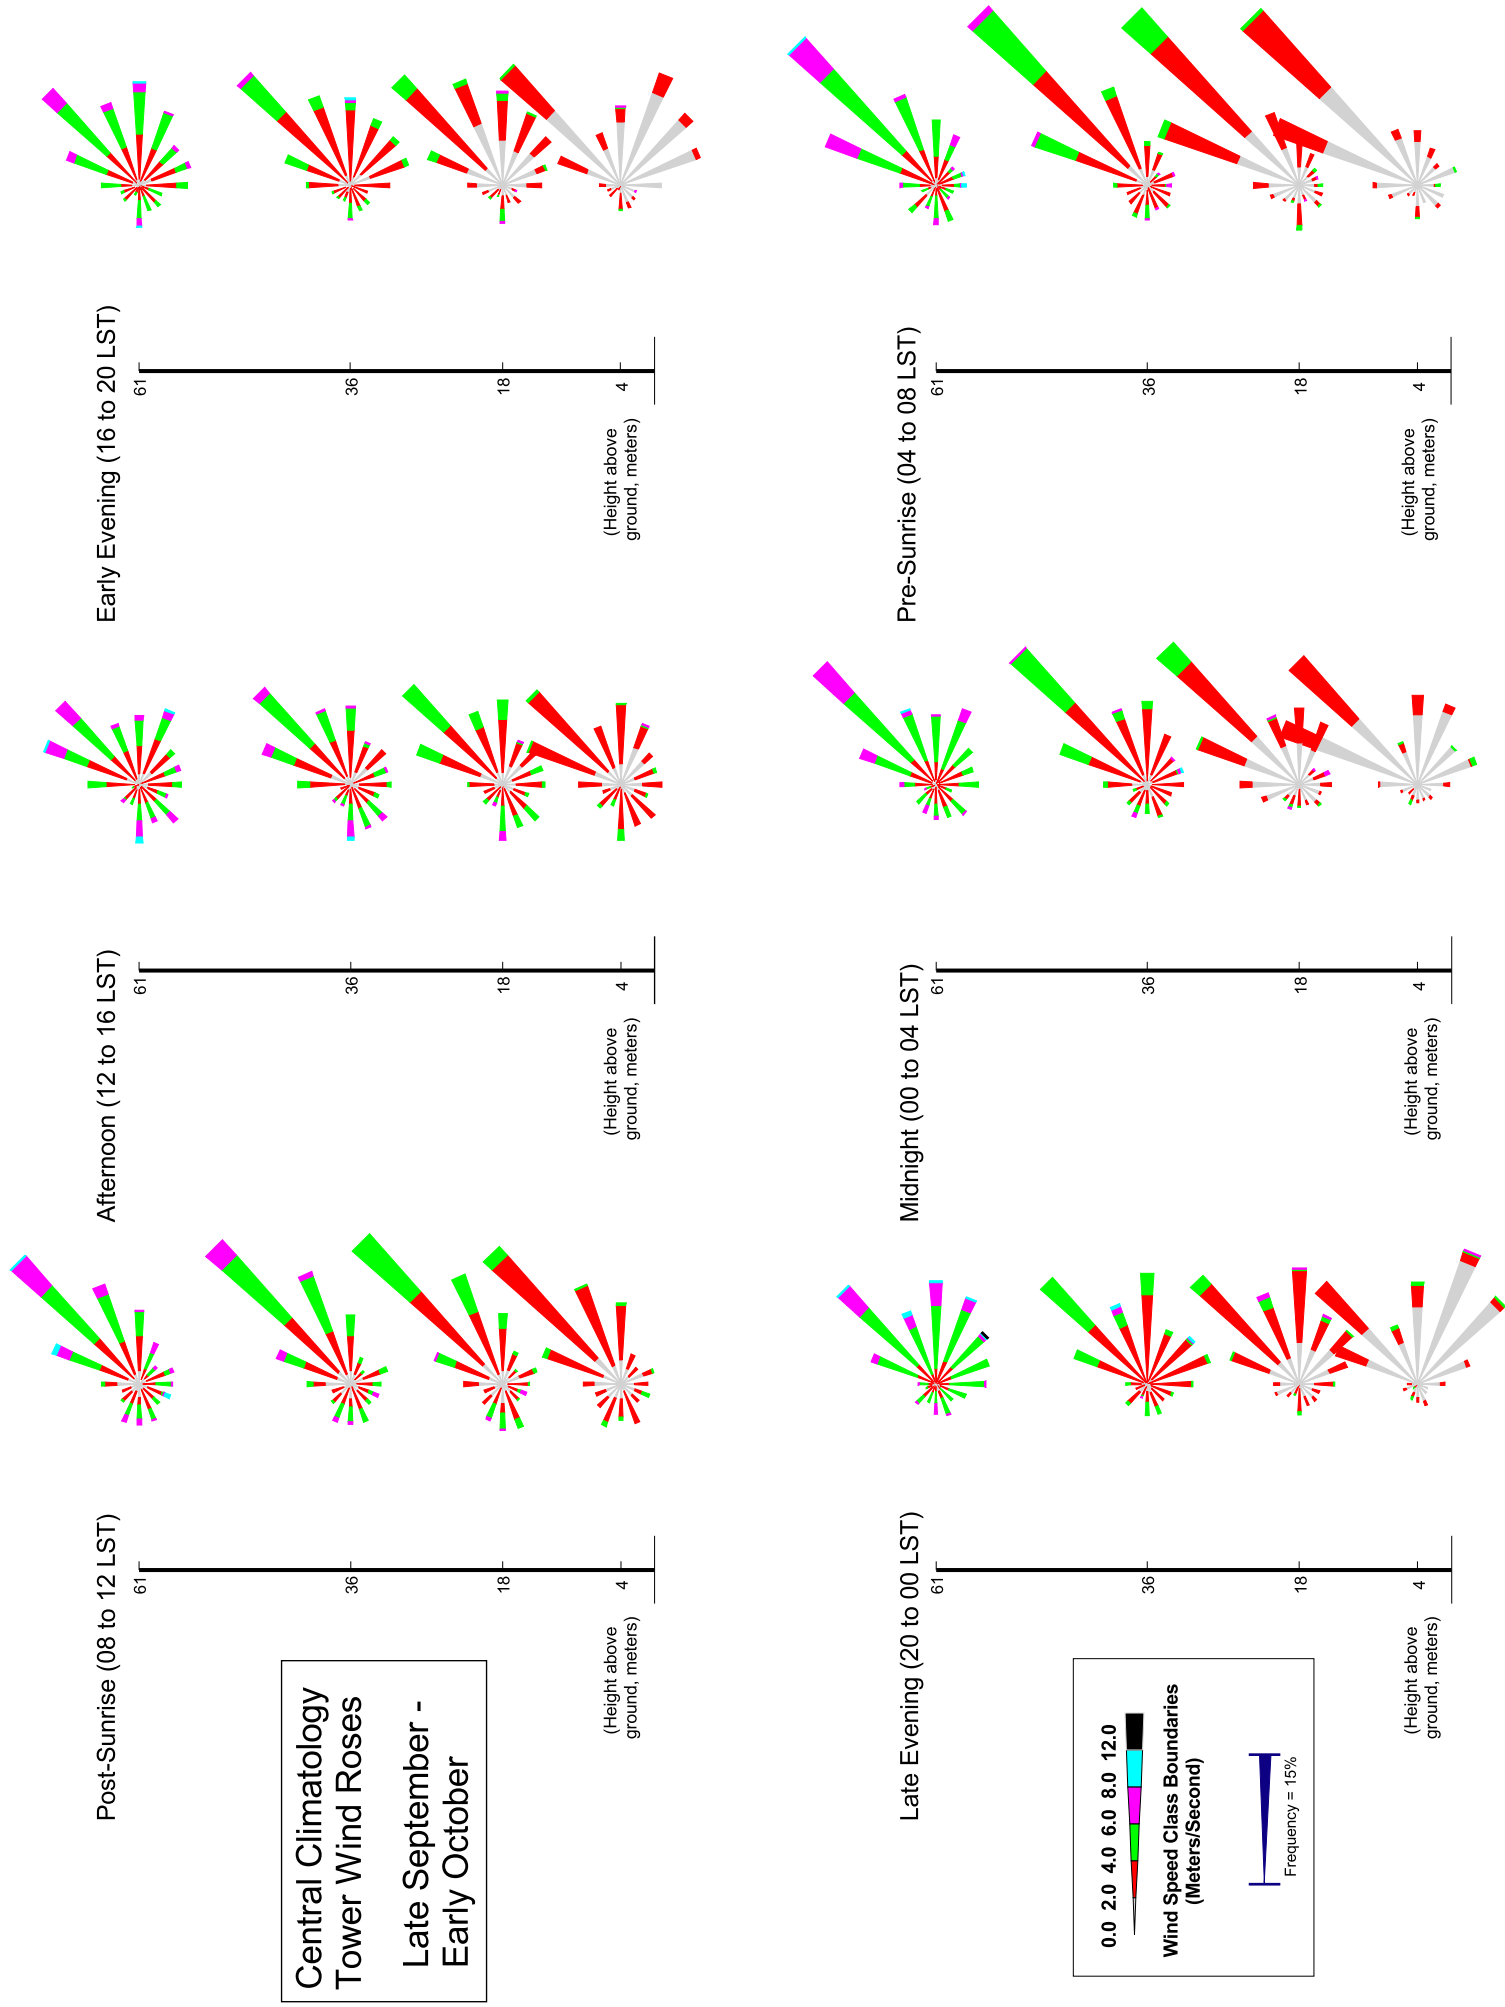 Central Climatology
Tower Wind Roses
Late September -
Early October
Post-Sunrise (08 to 12 LST)
61
36
18
4
(Height above
ground, meters)
Afternoon (12 to 16 LST)
61
36
18
4
(Height above
ground, meters)
Early Evening (16 to 20 LST)
61
36
18
4
(Height above
ground, meters)
Late Evening (20 to 00 LST)
61
36
18
4
(Height above
ground, meters)
Midnight (00 to 04 LST)
61
36
18
4
(Height above
ground, meters)
Pre-Sunrise (04 to 08 LST)
61
36
18
4
(Height above
ground, meters)
0.0 2.0 4.0 6.0 8.0 12.0
Wind Speed Class Boundaries
(Meters/Second)
Frequency = 15%